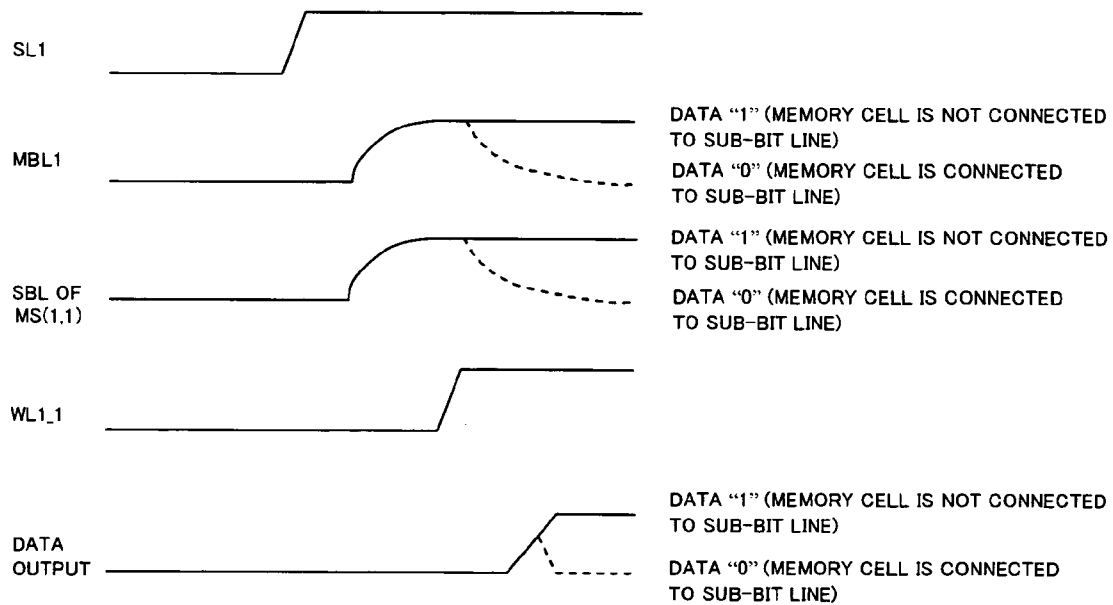 SL1
MBL1
DATA “1” (MEMORY CELL IS NOT CONNECTED
TO SUB-BIT LINE)
DATA “0” (MEMORY CELL IS CONNECTED
TO SUB-BIT LINE)
SBL OF
MS(1,1)
DATA “1” (MEMORY CELL IS NOT CONNECTED
TO SUB-BIT LINE)
DATA “0” (MEMORY CELL IS CONNECTED
TO SUB-BIT LINE)
WL1_1
DATA
OUTPUT
DATA “1” (MEMORY CELL IS NOT CONNECTED
TO SUB-BIT LINE)
DATA “0” (MEMORY CELL IS CONNECTED
TO SUB-BIT LINE)